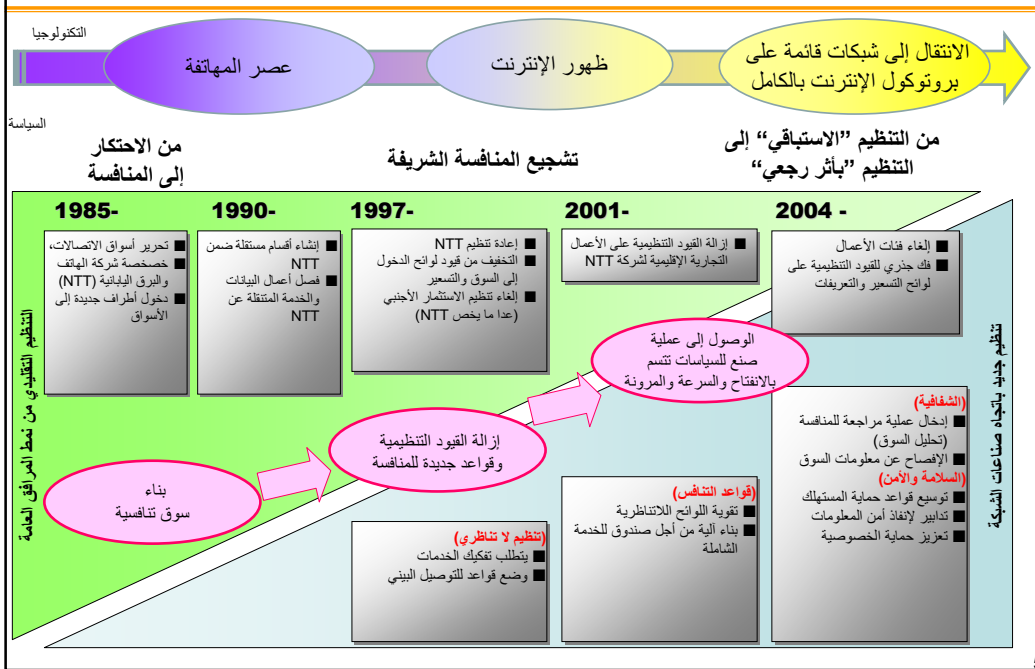 التكنولوجيا
عصر المهاتفة
ظهور الإنترنت
الانتقال إلى شبكات قائمة على
بروتوكول الإنترنت بالكامل
السياسة
من الاحتكار
إلى المنافسة
تشجيع المنافسة الشريفة
من التنظيم “الاستباقي” إلى
التنظيم “بأثر رجعي”
1985-
1990-
1997-
2001-
2004 -
■ تحرير أسواق الاتصالات،
■ خصخصة شركة الهاتف
والبرق اليابانية (NTT)
■ دخول أطراف جديدة إلى
الأسواق
■ إنشاء أقسام مستقلة ضمن
NTT
■ فصل أعمال البيانات
والخدمة المتنقلة عن
NTT
■ إعادة تنظيم NTT
■ التخفيف من قيود لوائح الدخول
إلى السوق والتسعير
■ إلغاء تنظيم الاستثمار الأجنبي
(عدا ما يخص NTT)
■ إزالة القيود التنظيمية على الأعمال
التجارية الإقليمية لشركة NTT
■ إلغاء فئات الأعمال
■ فك جذري للقيود التنظيمية على
لوائح التسعير والتعريفات
التنظيم التقليدي من نمط المرافق العامة
بناء
سوق تنافسية
إزالة القيود التنظيمية
وقواعد جديدة للمنافسة
الوصول إلى عملية
صنع للسياسات تتسم
بالانفتاح والسرعة والمرونة
(تنظيم لا تناظري)
■ يتطلب تفكيك الخدمات
■ وضع قواعد للتوصيل البيني
(قواعد التنافس)
■ تقوية اللوائح اللاتناظرية
■ بناء آلية من أجل صندوق للخدمة
الشاملة
(الشفافية)
■ إدخال عملية مراجعة للمنافسة
(تحليل السوق)
■ الإفصاح عن معلومات السوق
(السلامة والأمن)
■ توسيع قواعد حماية المستهلك
■ تدابير لإنفاذ أمن المعلومات
■ تعزيز حماية الخصوصية
تنظيم جديد باتجاه صناعات الشبكة